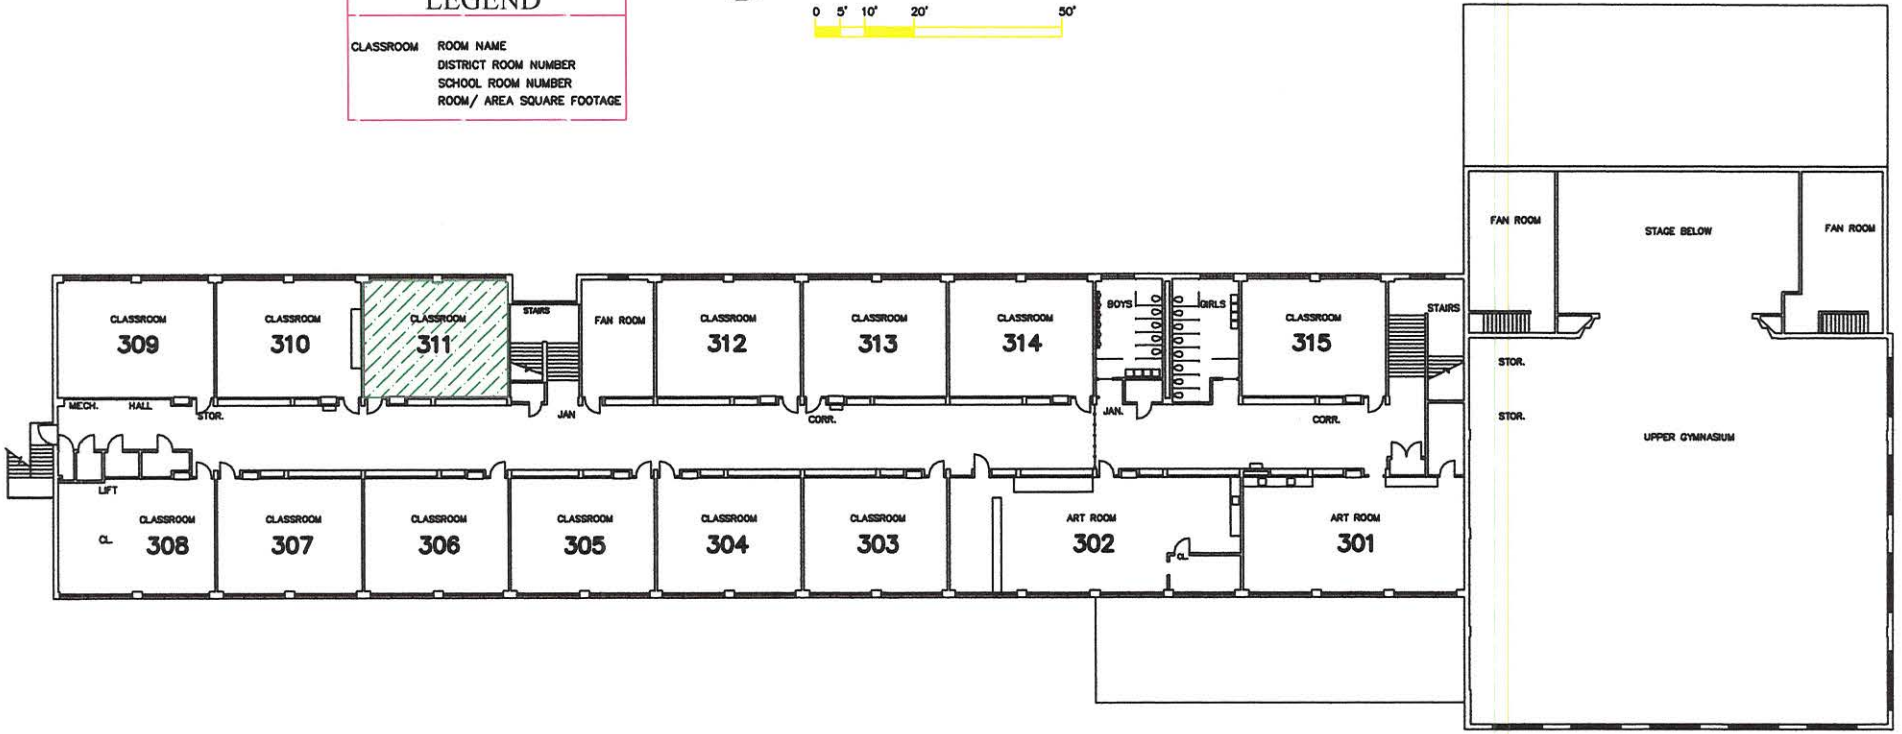 LEGEND
CLASSROOM ROOM NAME
DISTRICT ROOM NUMBER
SCHOOL ROOM NUMBER
ROOM/ AREA SQUARE FOOTAGE
0 5' 10' 20' 50'
FAN ROOM
STAGE BELOW
FAN ROOM
CLASSROOM
309
CLASSROOM
310
CLASSROOM
311
STAIRS
FAN ROOM
CLASSROOM
312
CLASSROOM
313
CLASSROOM
314
BOYS
GIRLS
CLASSROOM
315
STAIRS
STOR.
STOR.
UPPER GYMNASIUM
MECH.
HALL
STOR.
JAN
CORR.
JAN.
CORR.
LIFT
CL.
CLASSROOM
308
CLASSROOM
307
CLASSROOM
306
CLASSROOM
305
CLASSROOM
304
CLASSROOM
303
ART ROOM
302
CL.
ART ROOM
301